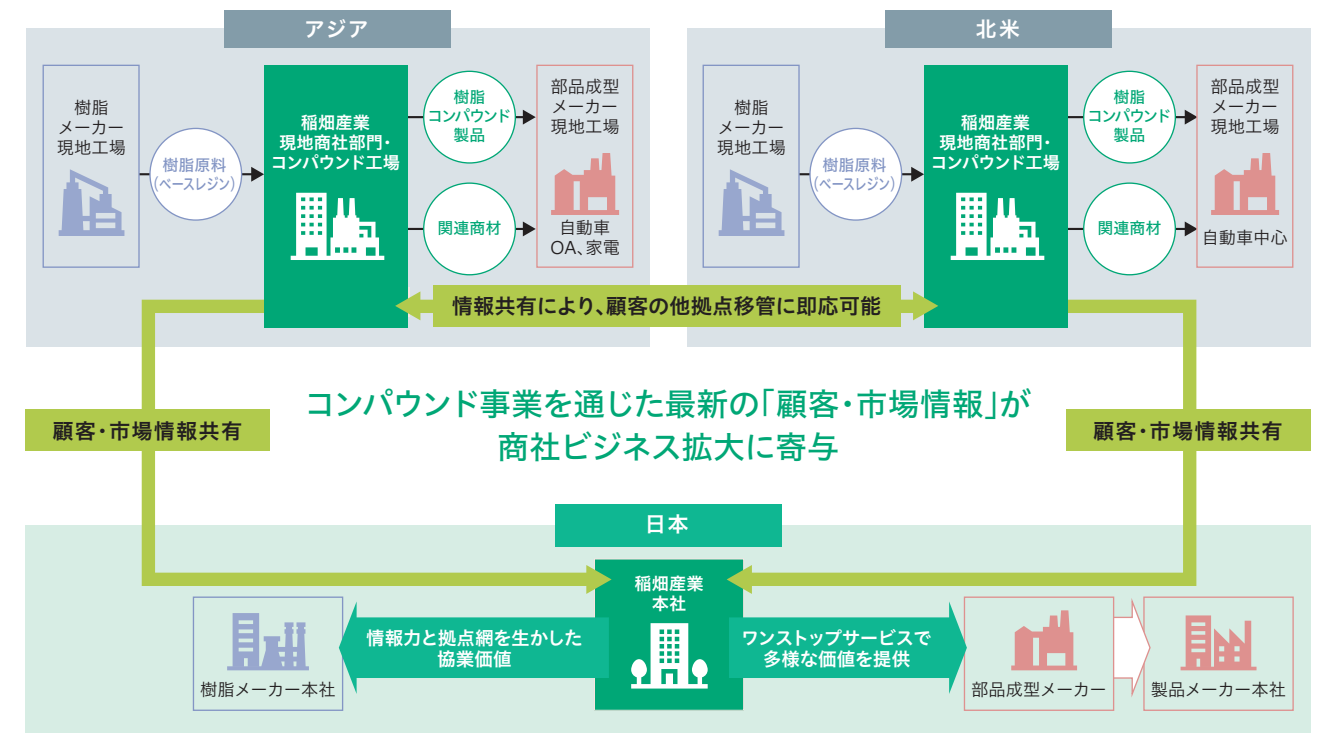 アジア
樹脂
メーカー
現地工場
樹脂原料
(ベースレジン)
稲畑産業
現地商社部門・
コンパウンド工場
樹脂
コンパウンド
製品
関連商材
部品成型
メーカー
現地工場
自動車
OA、家電
北米
樹脂
メーカー
現地工場
樹脂原料
(ベースレジン)
稲畑産業
現地商社部門・
コンパウンド工場
樹脂
コンパウンド
製品
関連商材
部品成型
メーカー
現地工場
自動車中心
情報共有により、顧客の他拠点移管に即応可能
顧客・市場情報共有
コンパウンド事業を通じた最新の「顧客・市場情報」が
商社ビジネス拡大に寄与
顧客・市場情報共有
日本
稲畑産業
本社
樹脂メーカー本社
情報力と拠点網を生かした
協業価値
ワンストップサービスで
多様な価値を提供
部品成型メーカー
製品メーカー本社